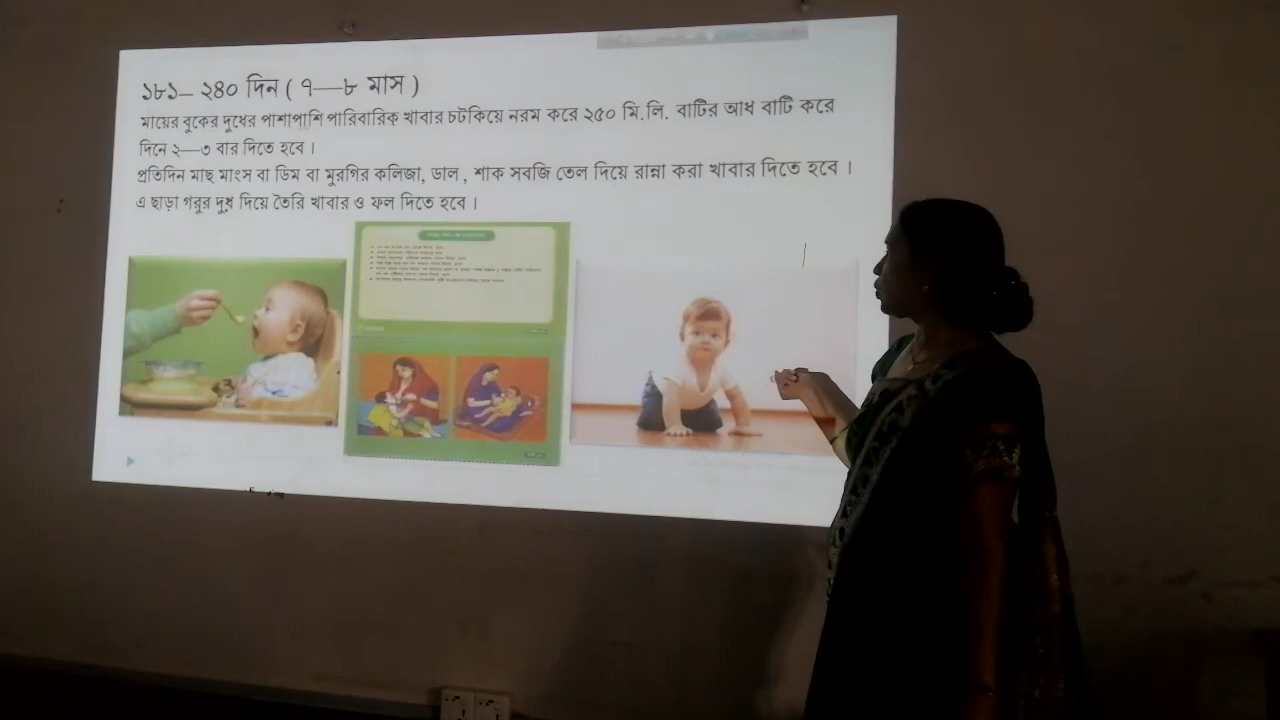 ১৮১– ২৪০ দিন ( ৭—৮ মাস )
মায়ের বুকের দুধের পাশাপাশি পারিবারিক খাবার চটকিয়ে নরম করে ২৫০ মি.লি. বাটির আধ বাটি করে
দিনে ২—৩ বার দিতে হবে ।
প্রতিদিন মাছ মাংস বা ডিম বা মুরগির কলিজা, ডাল, শাক সবজি তেল দিয়ে রান্না করা খাবার দিতে হবে ।
এ ছাড়া গরুর দুধ দিয়ে তৈরি খাবার ও ফল দিতে হবে ।